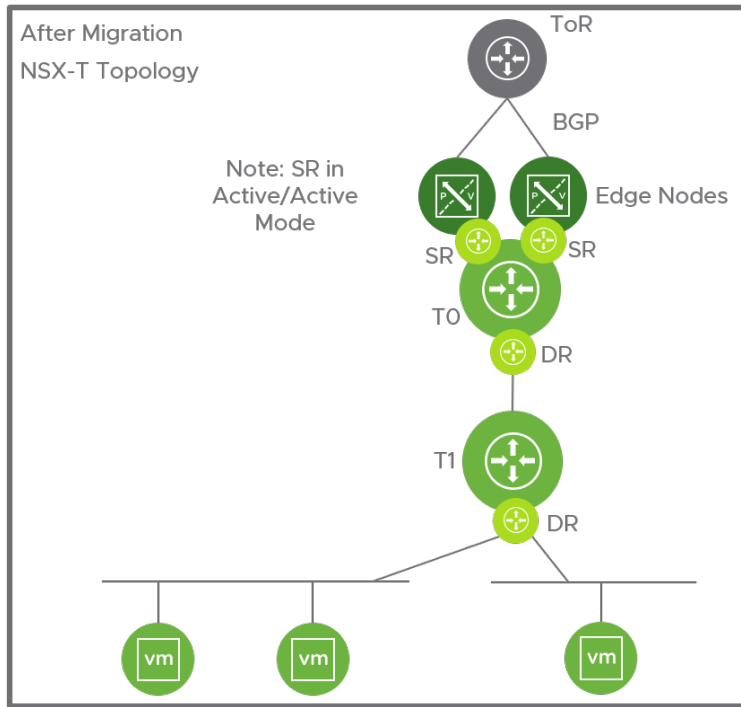 After Migration
NSX-T Topology
ToR
BGP
Note: SR in
Active/Active
Mode
P V
P V
Edge Nodes
SR
SR
T0
DR
T1
DR
vm
vm
vm